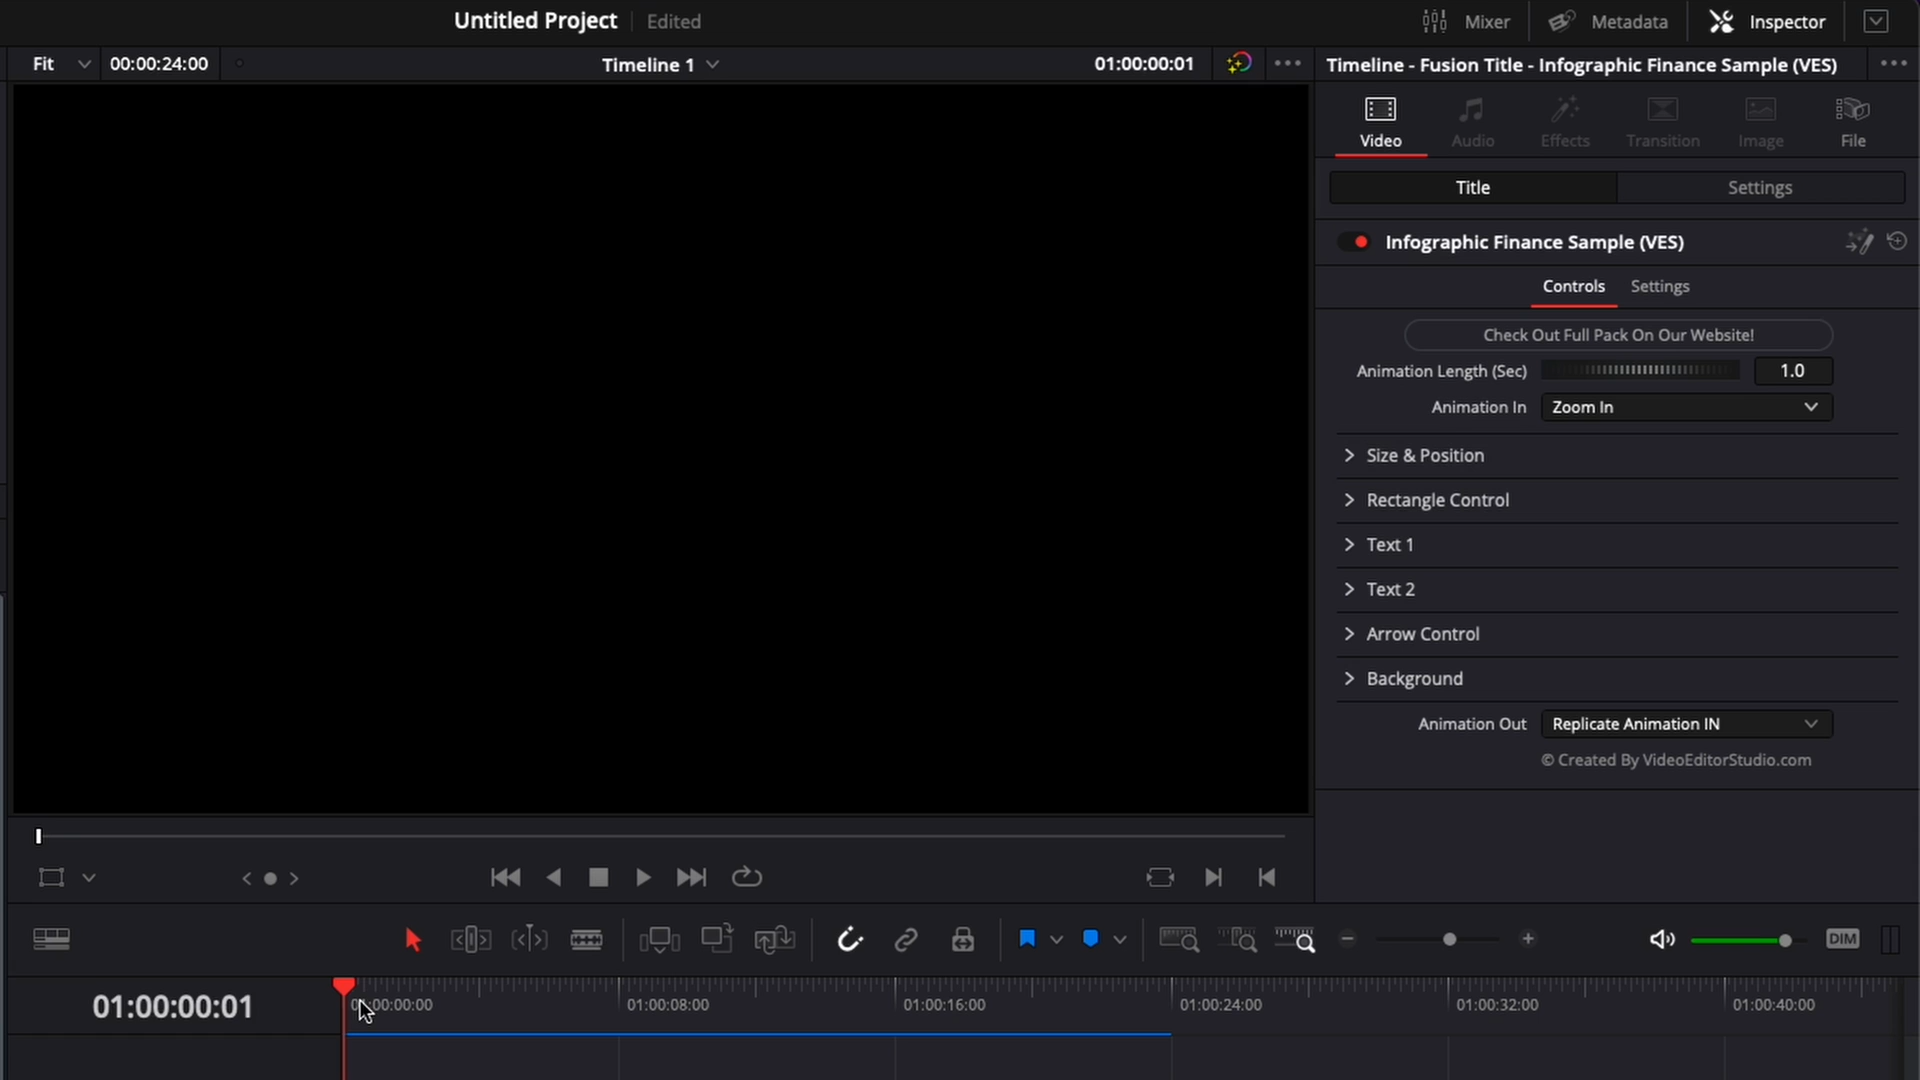 Untitled Project Edited Mixer Metadata Inspector
Fit 00:00:24:00 Timeline 1 01:00:00:01 Timeline - Fusion Title - Infographic Finance Sample (VES)
Video Audio Effects Transition Image File
Title Settings
Infographic Finance Sample (VES)
Controls Settings
Check Out Full Pack On Our Website!
Animation Length (Sec) 1.0
Animation In Zoom In
Size & Position
Rectangle Control
Text 1
Text 2
Arrow Control
Background
Animation Out Replicate Animation IN
© Created By VideoEditorStudio.com
DIM
01:00:00:01 01:00:08:00 01:00:16:00 01:00:24:00 01:00:32:00 01:00:40:00